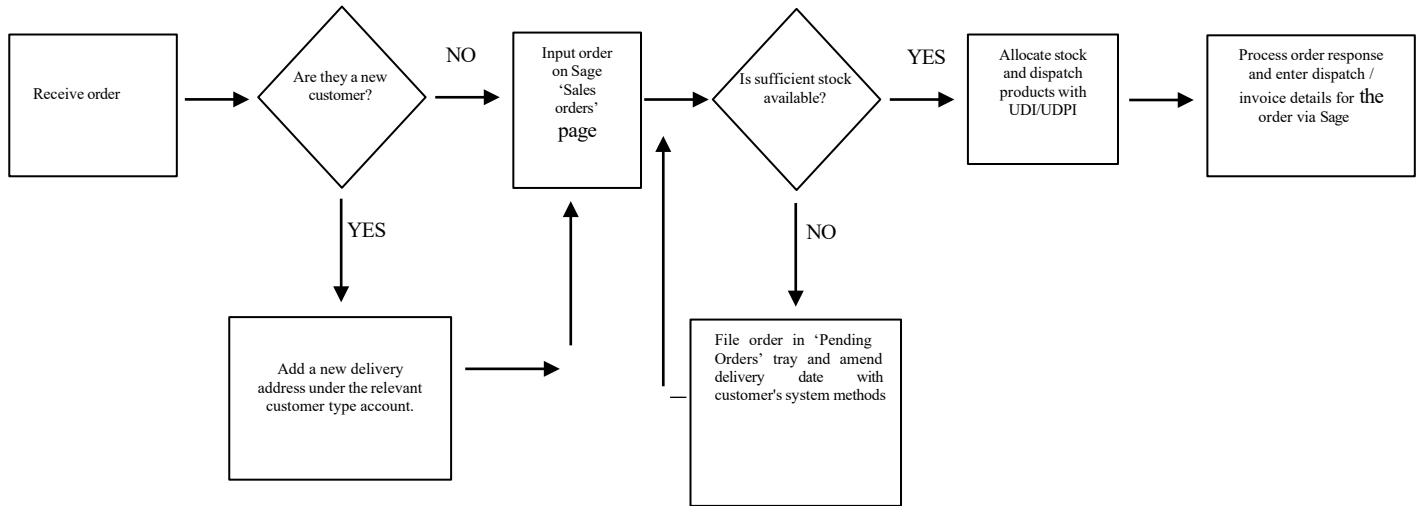 Receive order
Are they a new
customer?
NO
YES
Add a new delivery
address under the relevant
customer type account.
Input order
on Sage
‘Sales
orders’
page
Is sufficient stock
available?
YES
NO
File order in ‘Pending
Orders’ tray and amend
delivery date with
customer's system methods
Allocate stock
and dispatch
products with
UDI/UDPI
Process order response
and enter dispatch /
invoice details for the
order via Sage